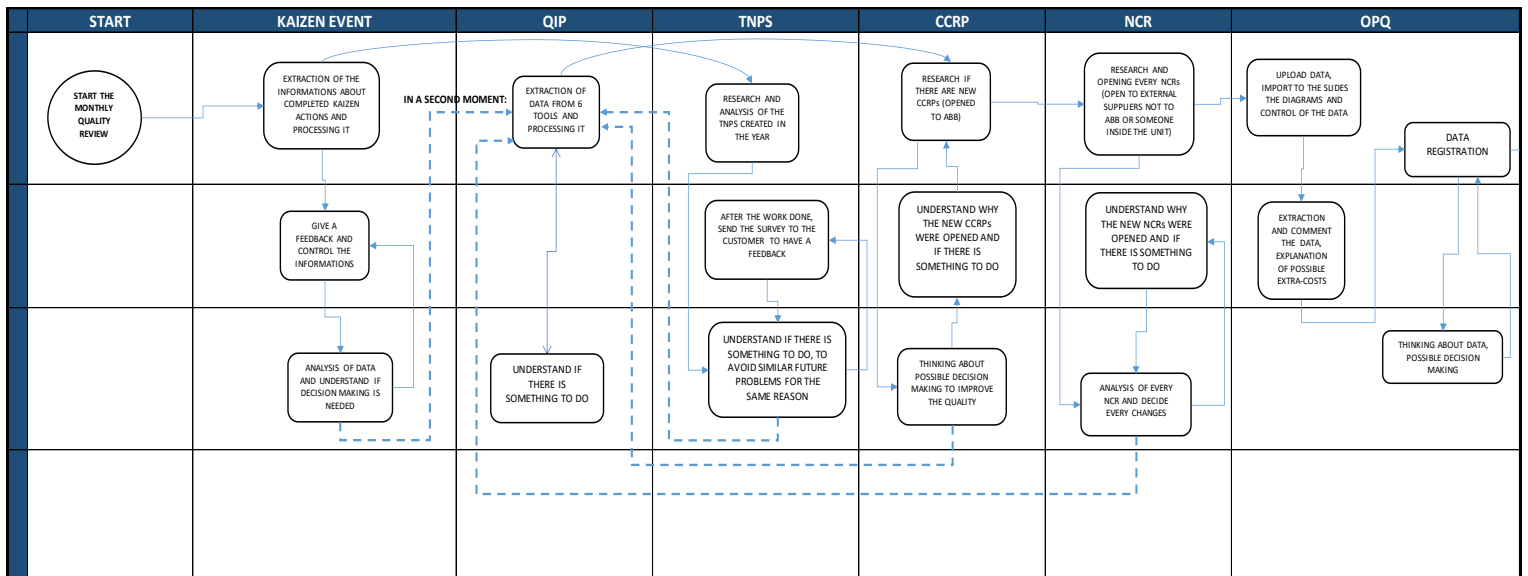 START
KAIZEN EVENT
QIP
TNPS
CCRP
NCR
OPQ
START THE
MONTHLY
QUALITY
REVIEW
EXTRACTION OF THE
INFORMATIONS ABOUT
COMPLETED KAIZEN
ACTIONS AND
PROCESSING IT
IN A SECOND MOMENT:
EXTRACTION OF
DATA FROM 6
TOOLS AND
PROCESSING IT
RESEARCH AND
ANALYSIS OF THE
TNPS CREATED IN
THE YEAR
RESEARCH IF
THERE ARE NEW
CCRPs (OPENED
TO ABB)
RESEARCH AND
OPENING EVERY NCRs
(OPEN TO EXTERNAL
SUPPLIERS NOT TO
ABB OR SOMEONE
INSIDE THE UNIT)
UPLOAD DATA,
IMPORT TO THE SLIDES
THE DIAGRAMS AND
CONTROL OF THE DATA
DATA
REGISTRATION
GIVE A
FEEDBACK AND
CONTROL THE
INFORMATIONS
AFTER THE WORK DONE,
SEND THE SURVEY TO THE
CUSTOMER TO HAVE A
FEEDBACK
UNDERSTAND WHY
THE NEW CCRPs
WERE OPENED AND
IF THERE IS
SOMETHING TO DO
UNDERSTAND WHY
THE NEW NCRs WERE
OPENED AND IF
THERE IS SOMETHING
TO DO
EXTRACTION
AND COMMENT
THE DATA,
EXPLANATION
OF POSSIBLE
EXTRA-COSTS
ANALYSIS OF DATA
AND UNDERSTAND IF
DECISION MAKING IS
NEEDED
UNDERSTAND IF
THERE IS
SOMETHING TO DO
UNDERSTAND IF THERE IS
SOMETHING TO DO, TO
AVOID SIMILAR FUTURE
PROBLEMS FOR THE
SAME REASON
THINKING ABOUT
POSSIBLE DECISION
MAKING TO IMPROVE
THE QUALITY
ANALYSIS OF EVERY
NCR AND DECIDE
EVERY CHANGES
THINKING ABOUT DATA,
POSSIBLE DECISION
MAKING